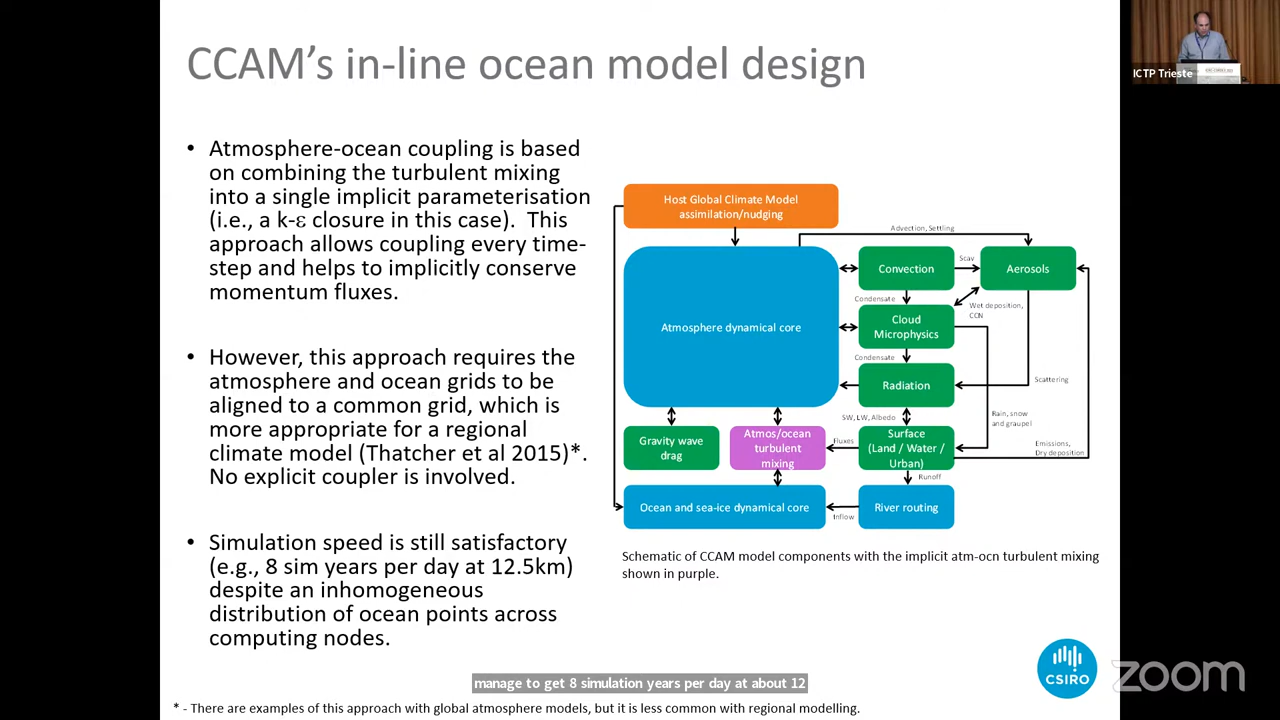 CCAM's in-line ocean model design
ICTP Trieste
• Atmosphere-ocean coupling is based
on combining the turbulent mixing
into a single implicit parameterisation
(i.e., a k-ε closure in this case). This
approach allows coupling every time-
step and helps to implicitly conserve
momentum fluxes.
• However, this approach requires the
atmosphere and ocean grids to be
aligned to a common grid, which is
more appropriate for a regional
climate model (Thatcher et al 2015)*.
No explicit coupler is involved.
• Simulation speed is still satisfactory
(e.g., 8 sim years per day at 12.5km)
despite an inhomogeneous
distribution of ocean points across
computing nodes.
Host Global Climate Model
assimilation/nudging
Advection, Settling
Atmosphere dynamical core
Convection
Scav
Aerosols
Condensate
Wet deposition,
CCN
Cloud
Microphysics
Condensate
Radiation
Scattering
SW, LW, Albedo
Rain, snow
and graupel
Gravity wave
drag
Atmos/ocean
turbulent
mixing
Fluxes
Surface
(Land / Water /
Urban)
Emissions,
Dry deposition
Runoff
Ocean and sea-ice dynamical core
Inflow
River routing
Schematic of CCAM model components with the implicit atm-ocn turbulent mixing
shown in purple.
CSIRO
zoom
manage to get 8 simulation years per day at about 12
* - There are examples of this approach with global atmosphere models, but it is less common with regional modelling.